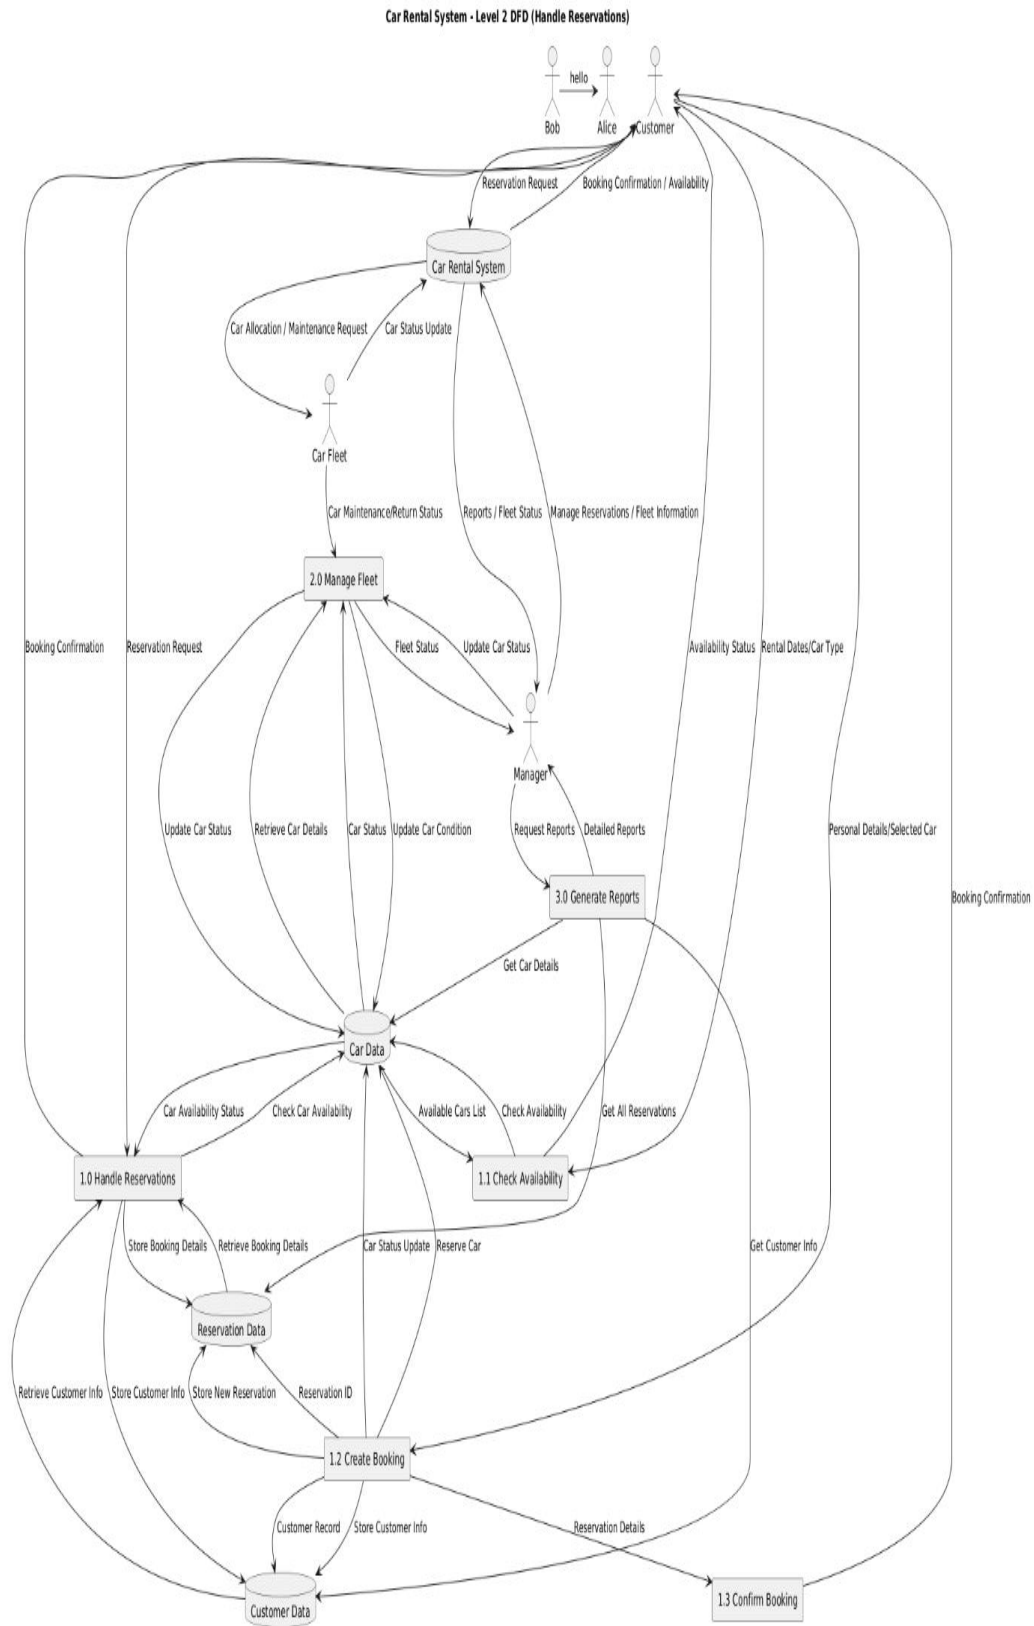 Car Rental System - Level 2 DFD (Handle Reservations)
hello
Bob
Alice
Customer
Reservation Request
Booking Confirmation / Availability
Car Rental System
Car Allocation / Maintenance Request
Car Status Update
Car Fleet
Car Maintenance/Return Status
Reports / Fleet Status
Manage Reservations / Fleet Information
2.0 Manage Fleet
Booking Confirmation
Reservation Request
Fleet Status
Update Car Status
Availability Status
Rental Dates/Car Type
Manager
Update Car Status
Retrieve Car Details
Car Status
Update Car Condition
Request Reports
Detailed Reports
Personal Details/Selected Car
3.0 Generate Reports
Booking Confirmation
Get Car Details
Car Data
Car Availability Status
Check Car Availability
Available Cars List
Check Availability
Get All Reservations
1.0 Handle Reservations
1.1 Check Availability
Store Booking Details
Retrieve Booking Details
Car Status Update
Reserve Car
Get Customer Info
Reservation Data
Retrieve Customer Info
Store Customer Info
Store New Reservation
Reservation ID
1.2 Create Booking
Customer Record
Store Customer Info
Reservation Details
Customer Data
1.3 Confirm Booking